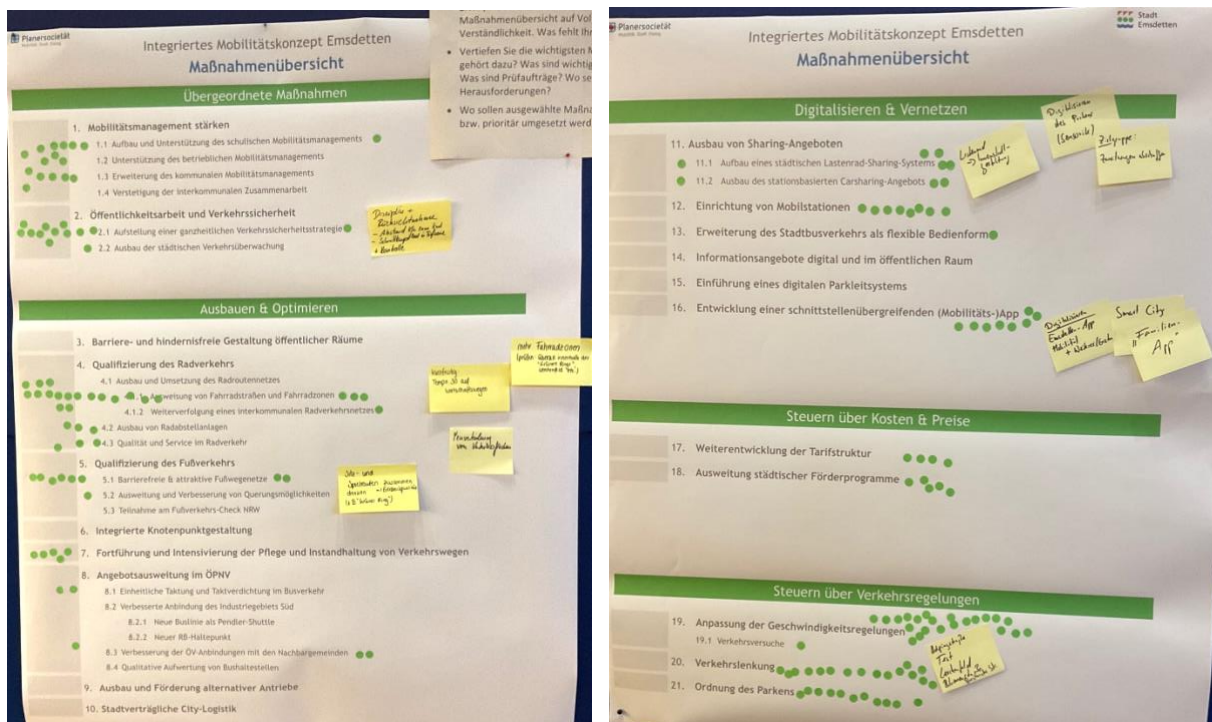 Planersocietät
Integriertes Mobilitätskonzept Emsdetten
Maßnahmenübersicht
Maßnahmenübersicht auf Vol
Verständlichkeit. Was fehlt Ihn
• Vertiefen Sie die wichtigsten
gehört dazu? Was sind wichtig
Was sind Prüfaufträge? Wo se
Herausforderungen?
• Wo sollen ausgewählte Maßna
bzw. prioritär umgesetzt werd
Übergeordnete Maßnahmen
1. Mobilitätsmanagement stärken
1.1 Aufbau und Unterstützung des schulischen Mobilitätsmanagements
1.2 Unterstützung des betrieblichen Mobilitätsmanagements
1.3 Erweiterung des kommunalen Mobilitätsmanagements
1.4 Verstetigung der interkommunalen Zusammenarbeit
2. Öffentlichkeitsarbeit und Verkehrssicherheit
2.1 Aufstellung einer ganzheitlichen Verkehrssicherheitsstrategie
2.2 Ausbau der städtischen Verkehrsüberwachung
Ausbauen & Optimieren
3. Barriere- und hindernisfreie Gestaltung öffentlicher Räume
4. Qualifizierung des Radverkehrs
4.1 Ausbau und Umsetzung des Radroutennetzes
Ausweisung von Fahrradstraßen und Fahrradzonen
4.1.2 Weiterverfolgung eines interkommunalen Radverkehrsnetzes
4.2 Ausbau von Radabstellanlagen
4.3 Qualität und Service im Radverkehr
mehr Fahrradzonen
Tempo 30 auf
5. Qualifizierung des Fußverkehrs
5.1 Barrierefreie & attraktive Fußwegenetze
5.2 Ausweitung und Verbesserung von Querungsmöglichkeiten
5.3 Teilnahme am Fußverkehrs-Check NRW
6. Integrierte Knotenpunktgestaltung
7. Fortführung und Intensivierung der Pflege und Instandhaltung von Verkehrswegen
8. Angebotsausweitung im ÖPNV
8.1 Einheitliche Taktung und Taktverdichtung im Busverkehr
8.2 Verbesserte Anbindung des Industriegebiets Süd
8.2.1 Neue Buslinie als Pendler-Shuttle
8.2.2 Neuer RB-Haltepunkt
8.3 Verbesserung der ÖV-Anbindungen mit den Nachbargemeinden
8.4 Qualitative Aufwertung von Bushaltestellen
9. Ausbau und Förderung alternativer Antriebe
10. Stadtverträgliche City-Logistik
Planersocietät
Stadt
Emsdetten
Integriertes Mobilitätskonzept Emsdetten
Maßnahmenübersicht
Digitalisieren & Vernetzen
11. Ausbau von Sharing-Angeboten
11.1 Aufbau eines städtischen Lastenrad-Sharing-Systems
11.2 Ausbau des stationsbasierten Carsharing-Angebots
12. Einrichtung von Mobilstationen
13. Erweiterung des Stadtbusverkehrs als flexible Bedienform
14. Informationsangebote digital und im öffentlichen Raum
15. Einführung eines digitalen Parkleitsystems
16. Entwicklung einer schnittstellenübergreifenden (Mobilitäts-)App
Smart City
"Familien-
App"
Steuern über Kosten & Preise
17. Weiterentwicklung der Tarifstruktur
18. Ausweitung städtischer Förderprogramme
Steuern über Verkehrsregelungen
19. Anpassung der Geschwindigkeitsregelungen
19.1 Verkehrsversuche
20. Verkehrslenkung
21. Ordnung des Parkens